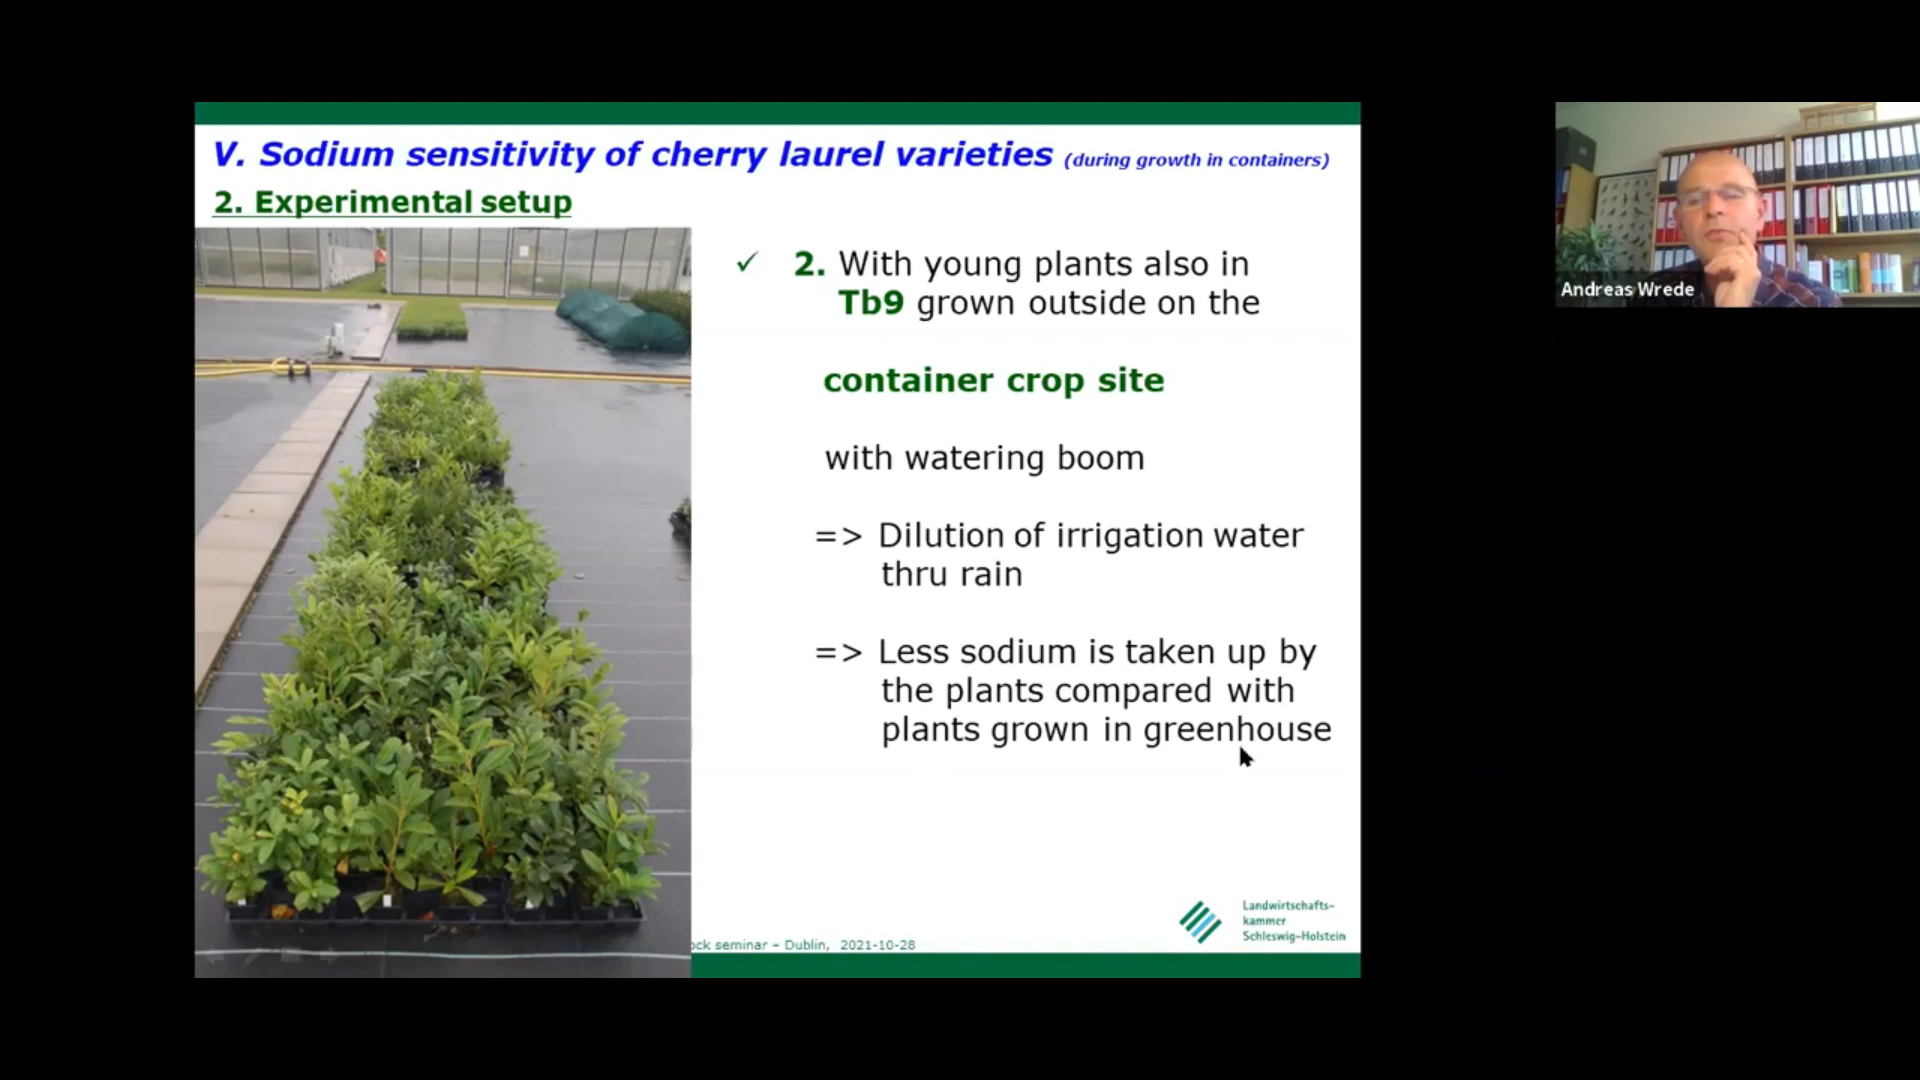 V. Sodium sensitivity of cherry laurel varieties (during growth in containers)
2. Experimental setup
✓ 2. With young plants also in
Tb9 grown outside on the
container crop site
with watering boom
=> Dilution of irrigation water
thru rain
=> Less sodium is taken up by
the plants compared with
plants grown in greenhouse
Landwirtschafts-
kammer
Schleswig-Holstein
seminar – Dublin, 2021-10-28
Andreas Wrede